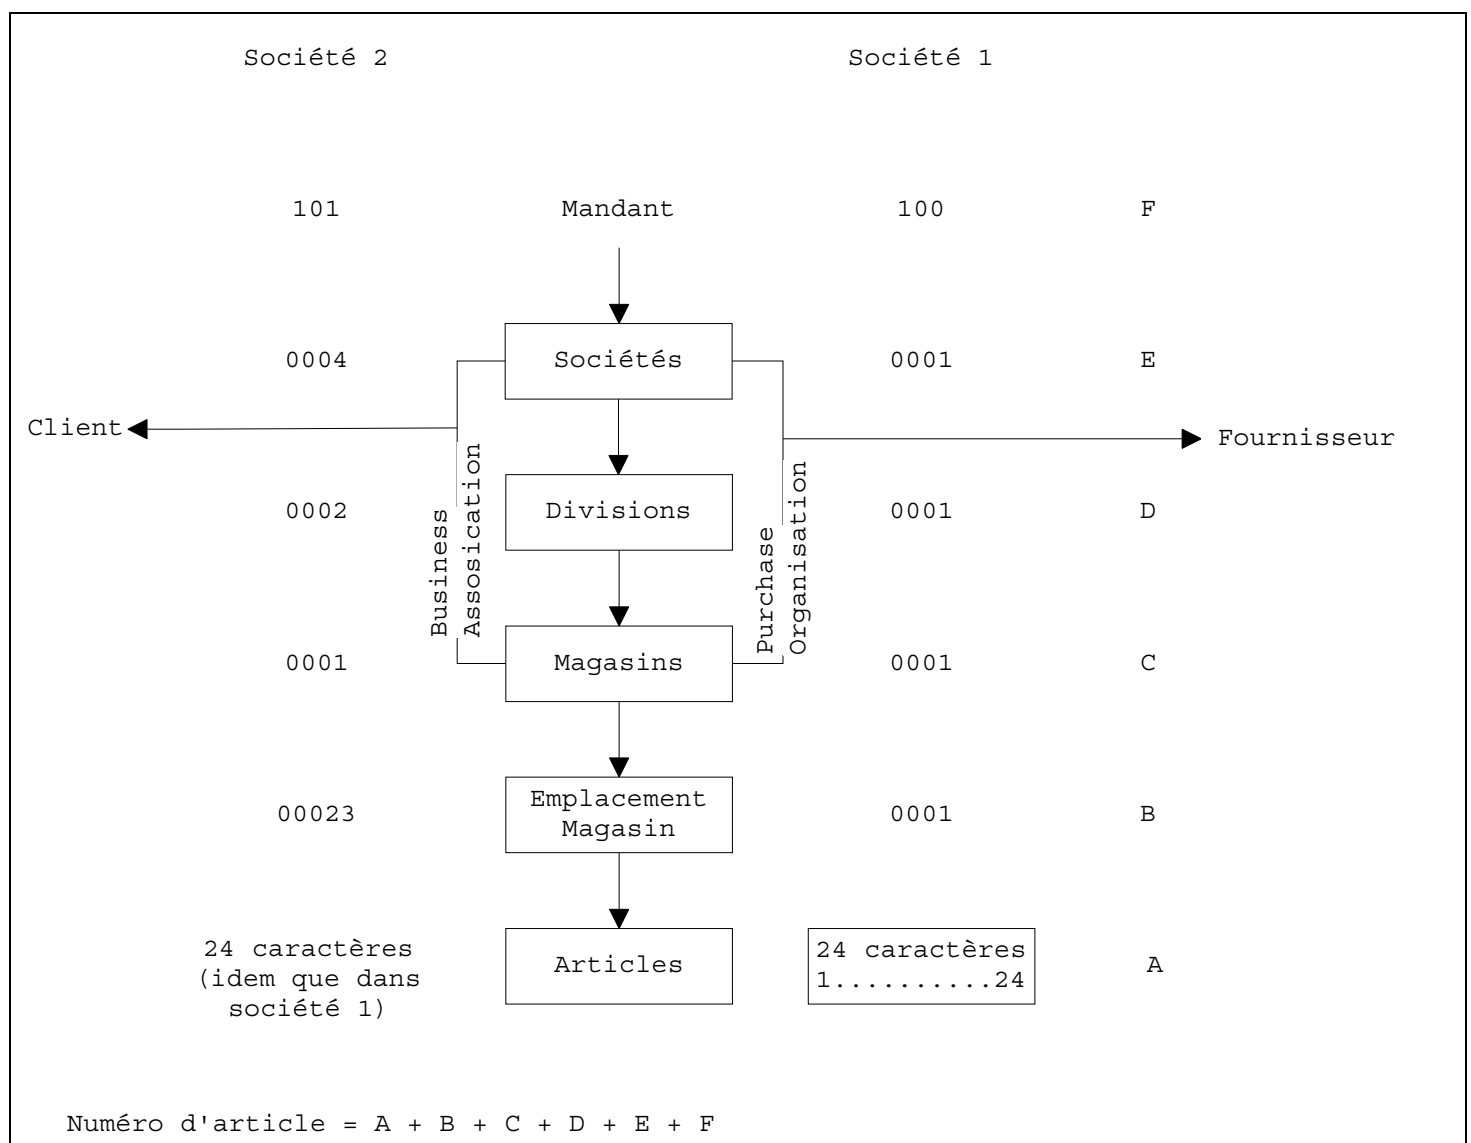 Société 2
Société 1
101
Mandant
100
F
0004
Sociétés
0001
E
Client
Fournisseur
Business
Assosication
Purchase
Organisation
0002
Divisions
0001
D
0001
Magasins
0001
C
00023
Emplacement
Magasin
0001
B
24 caractères
(idem que dans
société 1)
Articles
24 caractères
1..........24
A
Numéro d'article = A + B + C + D + E + F